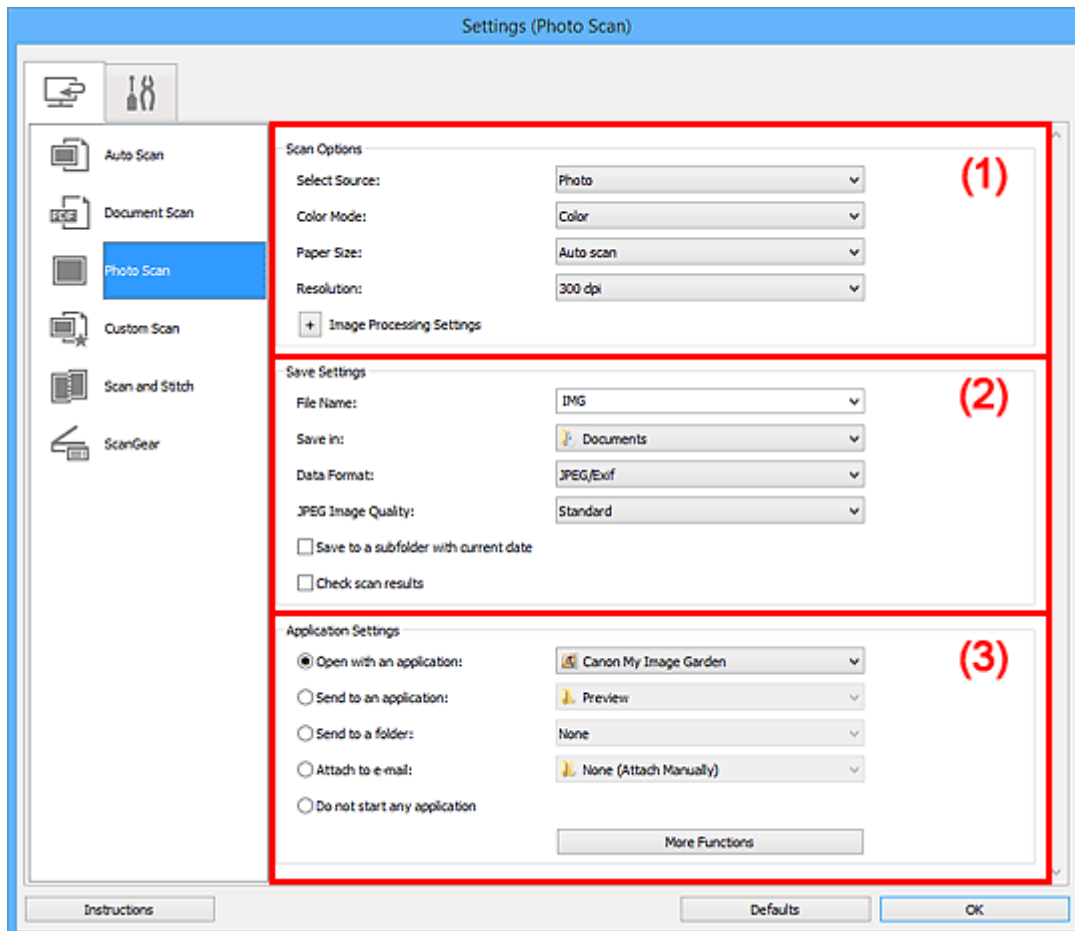 Settings (Photo Scan)
Auto Scan
Document Scan
Photo Scan
Custom Scan
Scan and Stitch
ScanGear
Scan Options
(1)
Select Source: Photo
Color Mode: Color
Paper Size: Auto scan
Resolution: 300 dpi
+ Image Processing Settings
Save Settings
(2)
File Name: IMG
Save in: Documents
Data Format: JPEG/Exif
JPEG Image Quality: Standard
Save to a subfolder with current date
Check scan results
Application Settings
(3)
Open with an application: Canon My Image Garden
Send to an application: Preview
Send to a folder: None
Attach to e-mail: None (Attach Manually)
Do not start any application
More Functions
Instructions Defaults OK